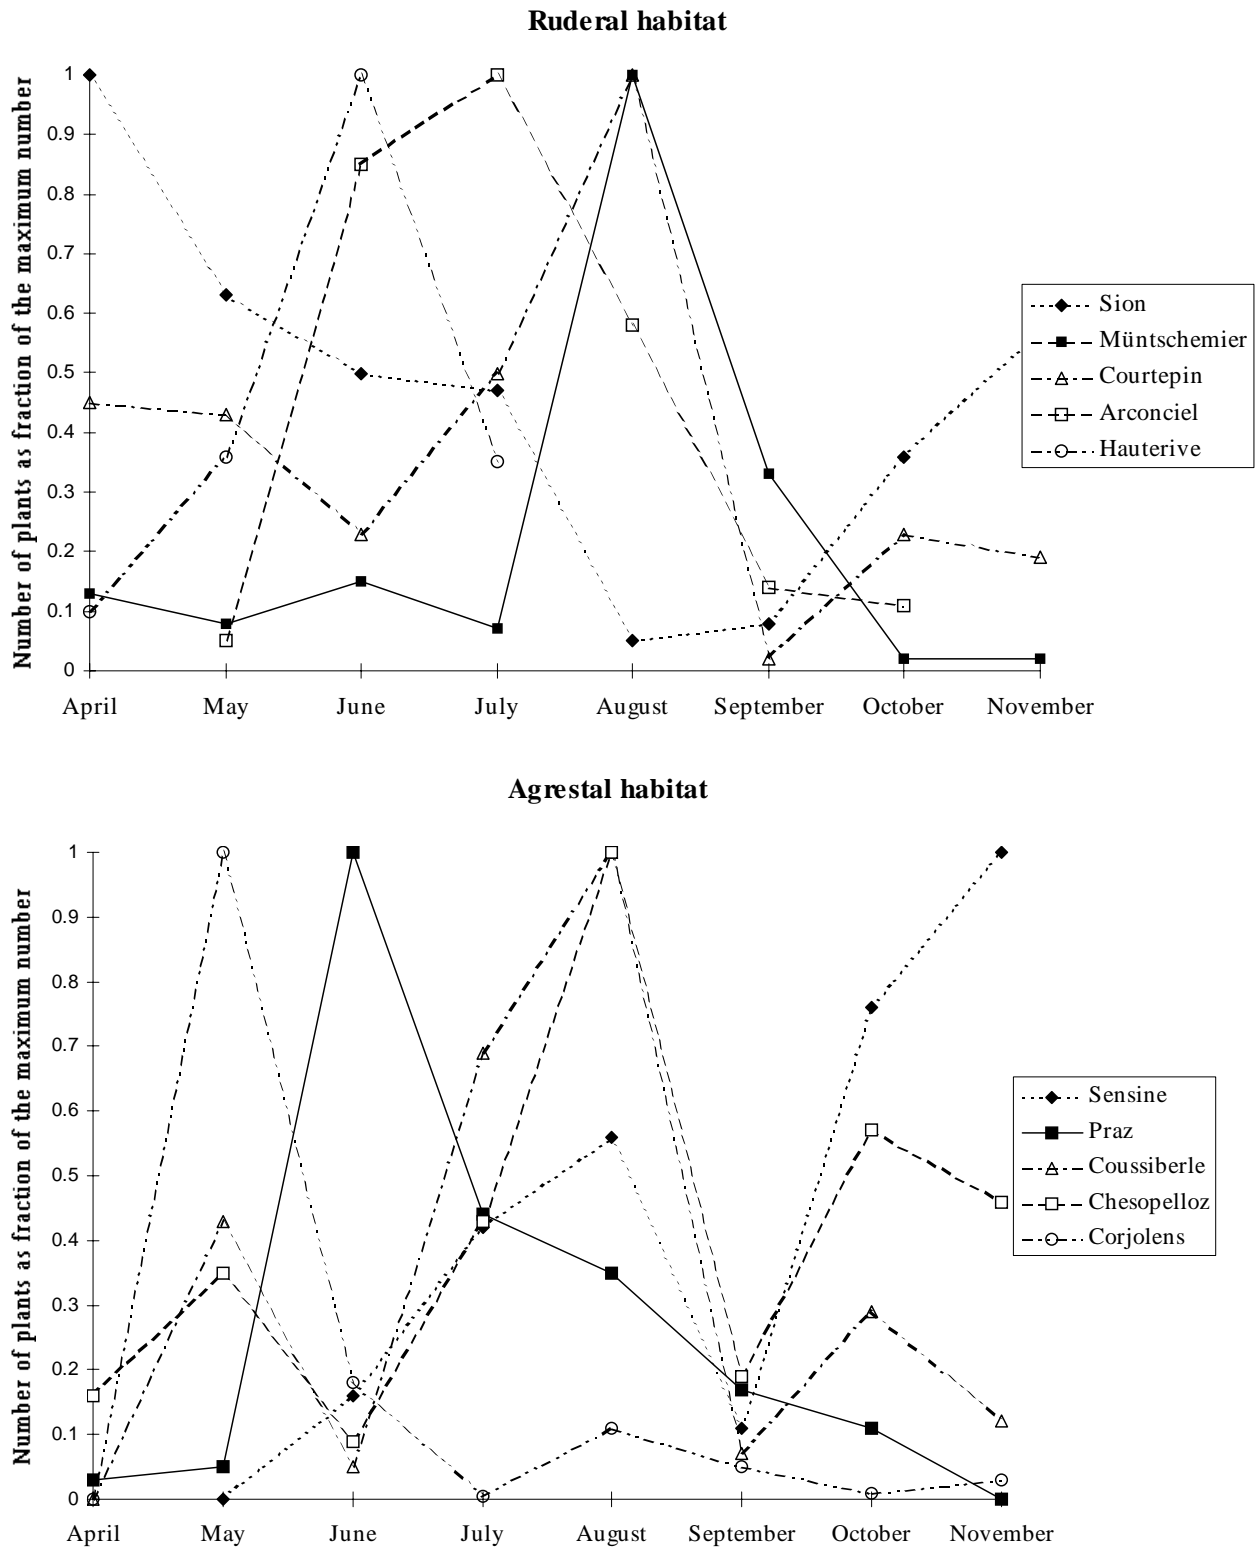 Ruderal habitat
Number of plants as fraction of the maximum number
1
0.9
0.8
0.7
0.6
0.5
0.4
0.3
0.2
0.1
0
April May June July August September October November
Sion
Müntschemier
Courtepin
Arconciel
Hauterive
Agrestal habitat
Number of plants as fraction of the maximum number
1
0.9
0.8
0.7
0.6
0.5
0.4
0.3
0.2
0.1
0
April May June July August September October November
Sensine
Praz
Coussiberle
Chesopelloz
Corjolens